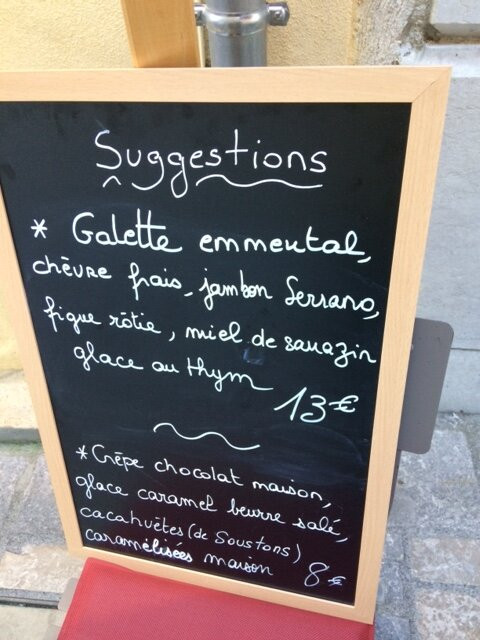 Suggestions
* Galette emmental,
chèvre frais, jambon Serrano,
figue rôtie, miel de sarrazin
glace au thym
13€
*Crêpe chocolat maison,
glace caramel beurre salé,
cacahuètes (de Soustons)
caramélisées maison 8€